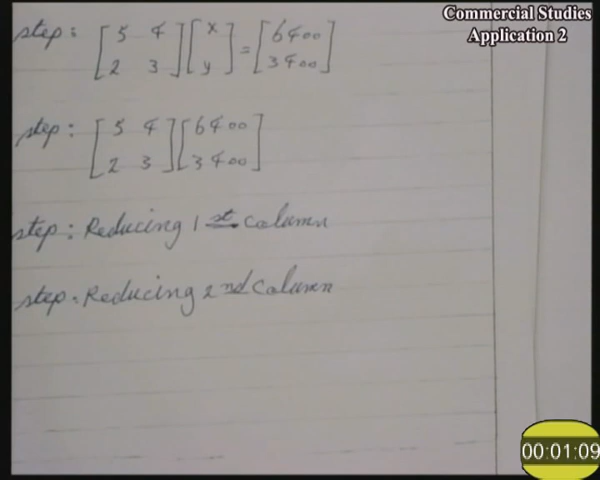 Commercial Studies
Application 2
step: [5 4] [x] = [6400]
[2 3] [y] [3400]
step: [5 4] [6400]
[2 3] [3400]
step: Reducing 1st column
step: Reducing 2nd column
00:01:09